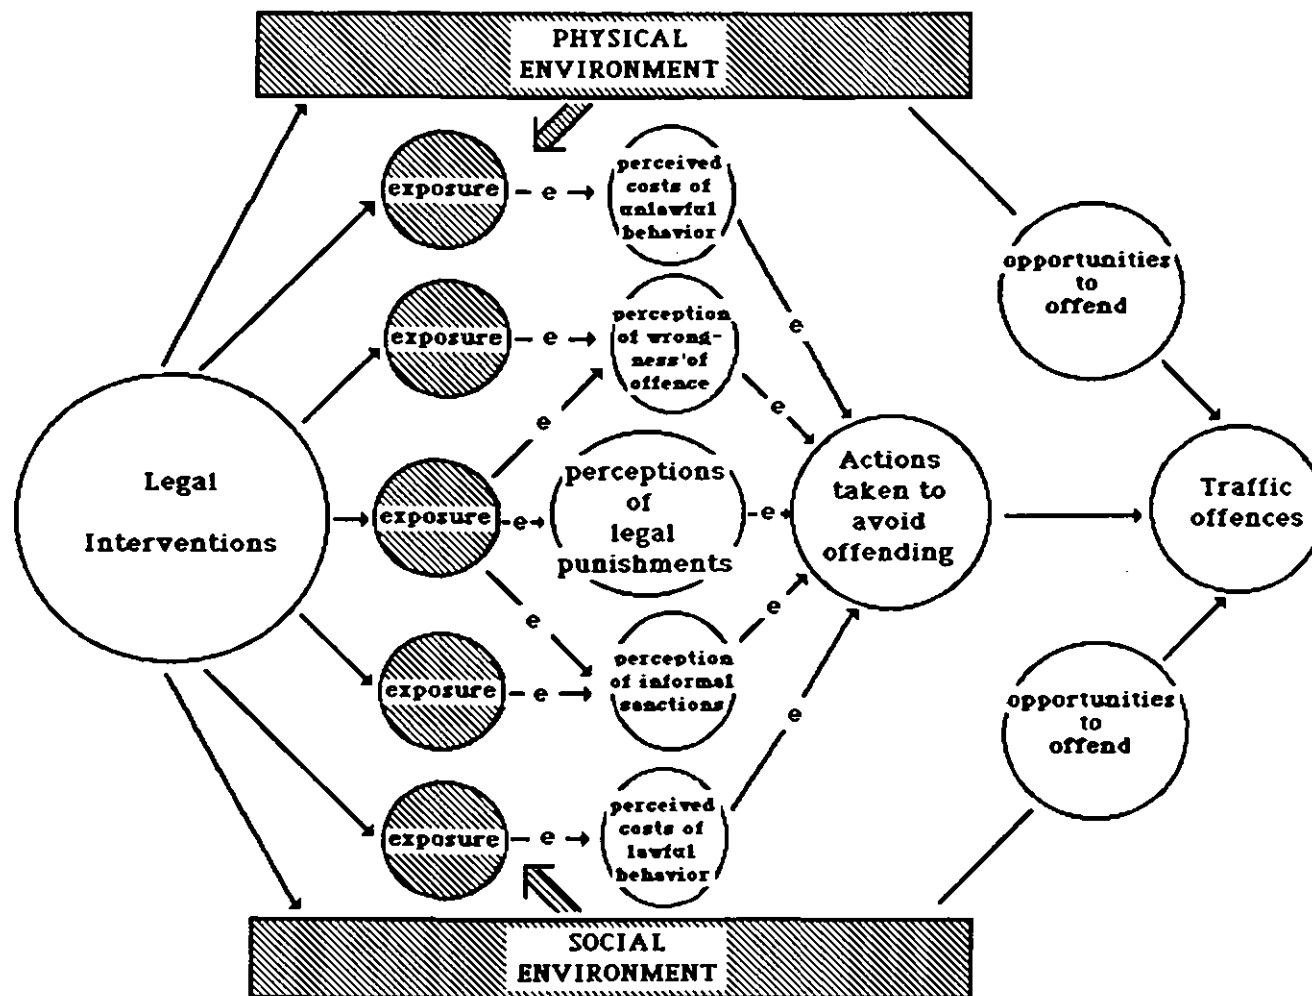 PHYSICAL
ENVIRONMENT
exposure
e
perceived
costs of
unlawful
behavior
exposure
e
perception
of wrong-
ness of
offence
e
e
e
Legal
Interventions
exposure
e
perceptions
of
legal
punishments
e
Actions
taken to
avoid
offending
e
e
exposure
e
perception
of informal
sanctions
e
exposure
e
perceived
costs of
lawful
behavior
opportunities
to
offend
Traffic
offences
opportunities
to
offend
SOCIAL
ENVIRONMENT